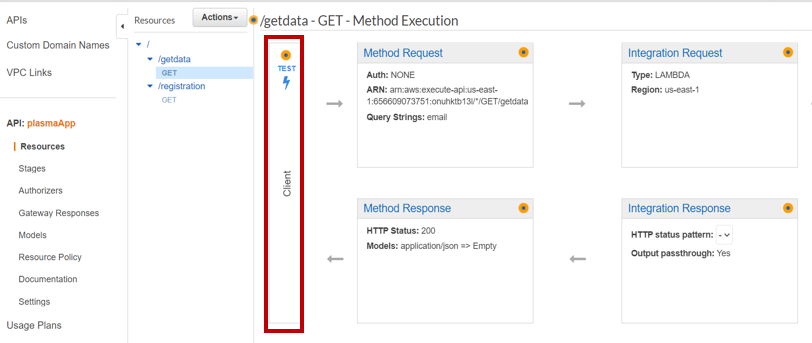 APIs
Custom Domain Names
VPC Links
API: plasmaApp
Resources
Stages
Authorizers
Gateway Responses
Models
Resource Policy
Documentation
Settings
Usage Plans
Resources
Actions
/
/getdata
GET
/registration
GET
/getdata - GET - Method Execution
TEST
Client
Method Request
Auth: NONE
ARN: arn:aws:execute-api:us-east-
1:656609073751:onuhktb13l/*/GET/getdata
Query Strings: email
Integration Request
Type: LAMBDA
Region: us-east-1
Method Response
HTTP Status: 200
Models: application/json => Empty
Integration Response
HTTP status pattern: -
Output passthrough: Yes